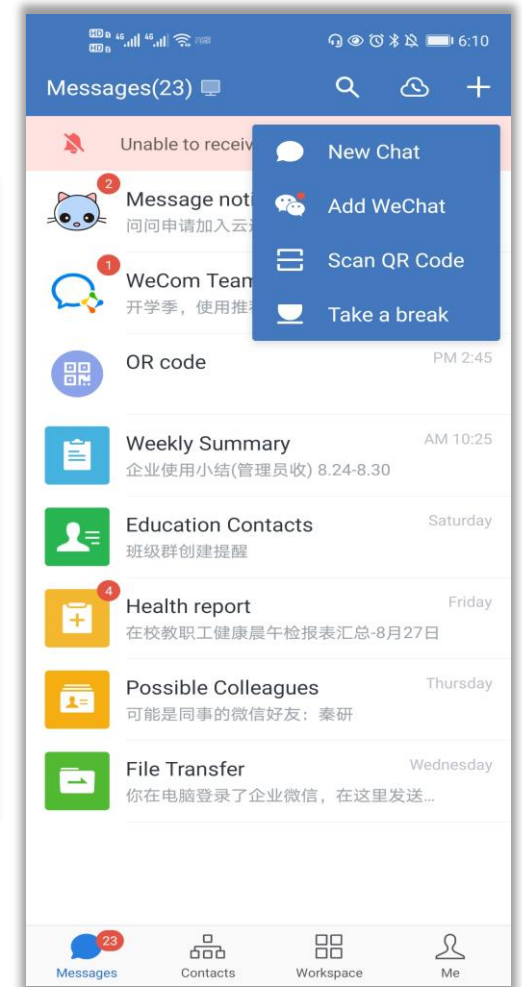 6:10
Messages(23)
Unable to receiv
New Chat
Add WeChat
Scan QR Code
Take a break
2
Message noti
问问申请加入云
1
WeCom Team
开学季，使用推
QR code
PM 2:45
Weekly Summary
AM 10:25
企业使用小结(管理员收) 8.24-8.30
Education Contacts
Saturday
班级群创建提醒
4
Health report
Friday
在校教职工健康晨午检报表汇总-8月27日
Possible Colleagues
Thursday
可能是同事的微信好友：秦研
File Transfer
Wednesday
你在电脑登录了企业微信，在这里发送...
23
Messages
Contacts
Workspace
Me